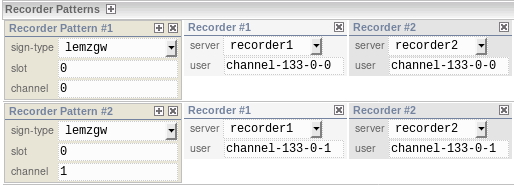 Recorder Patterns
Recorder Pattern #1 Recorder #1 Recorder #2
sign-type lemzgw server recorder1 server recorder2
slot 0 user channel-133-0-0 user channel-133-0-0
channel 0
Recorder Pattern #2 Recorder #1 Recorder #2
sign-type lemzgw server recorder1 server recorder2
slot 0 user channel-133-0-1 user channel-133-0-1
channel 1